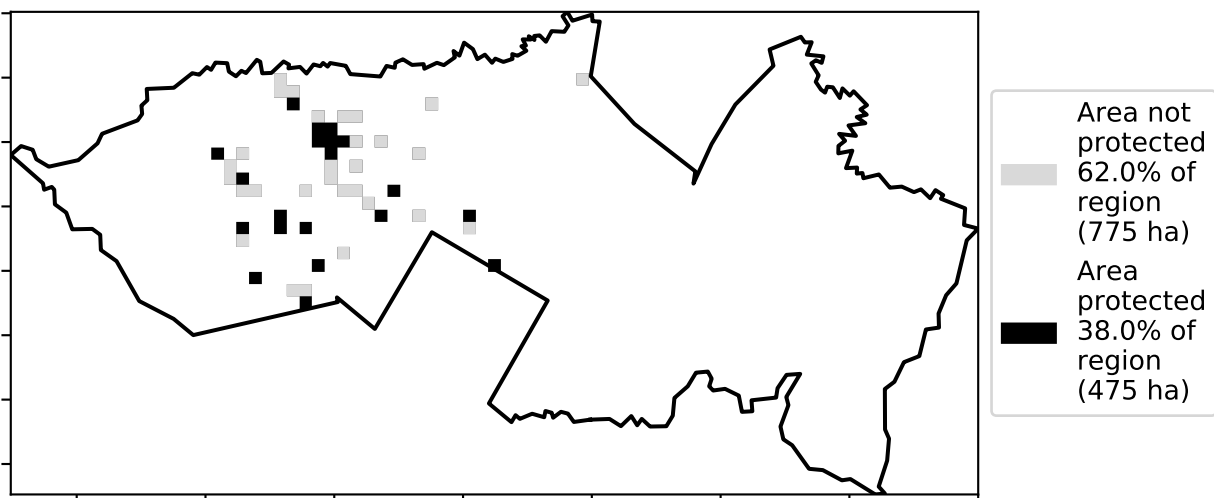 Area not
protected
62.0% of
region
(775 ha)
Area
protected
38.0% of
region
(475 ha)